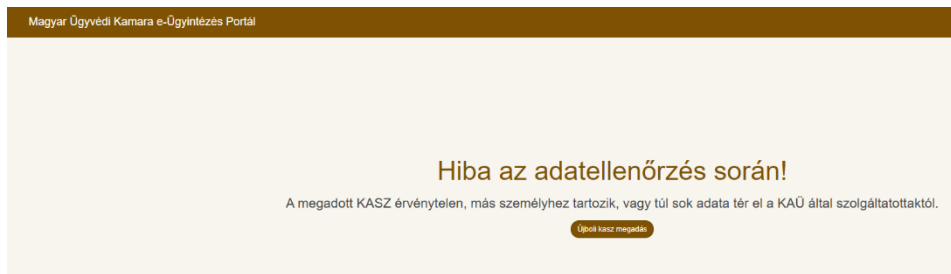 Magyar Ügyvédi Kamara e-Ügyintézés Portál
Hiba az adatellenőrzés során!
A megadott KASZ érvénytelen, más személyhez tartozik, vagy túl sok adata tér el a KAÜ által szolgáltatottaktól.
Újboli kasz megadás